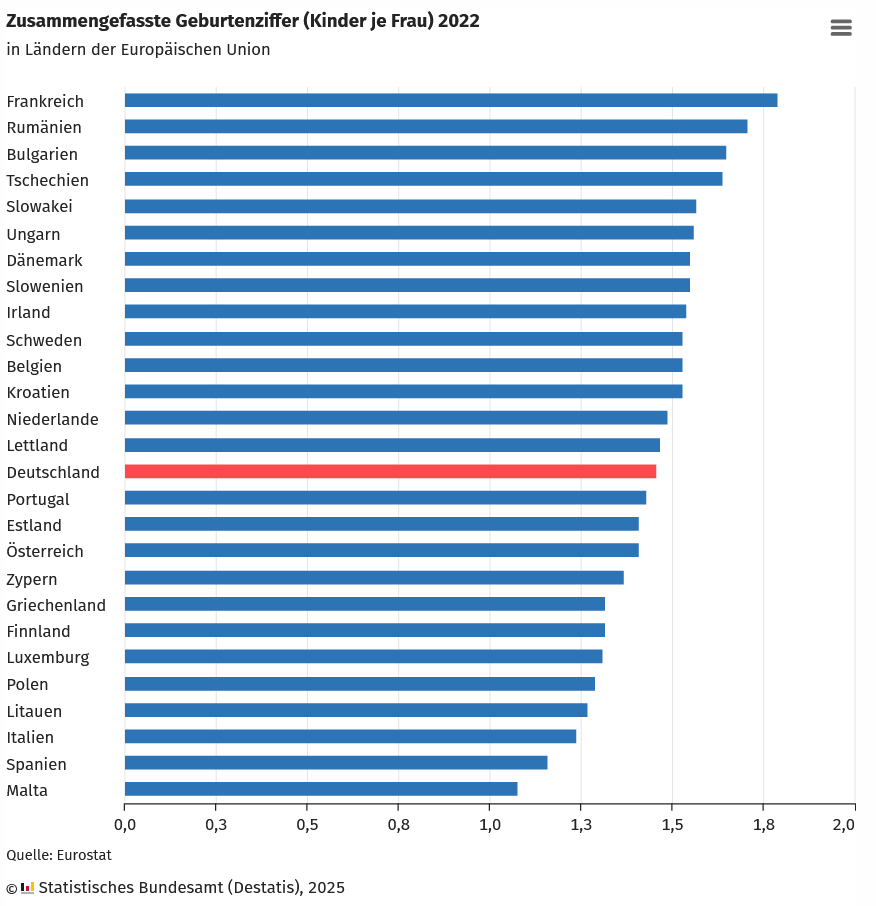 Zusammengefasste Geburtenziffer (Kinder je Frau) 2022
in Ländern der Europäischen Union
Frankreich
Rumänien
Bulgarien
Tschechien
Slowakei
Ungarn
Dänemark
Slowenien
Irland
Schweden
Belgien
Kroatien
Niederlande
Lettland
Deutschland
Portugal
Estland
Österreich
Zypern
Griechenland
Finnland
Luxemburg
Polen
Litauen
Italien
Spanien
Malta
0,0 0,3 0,5 0,8 1,0 1,3 1,5 1,8 2,0
Quelle: Eurostat
© Statistisches Bundesamt (Destatis), 2025